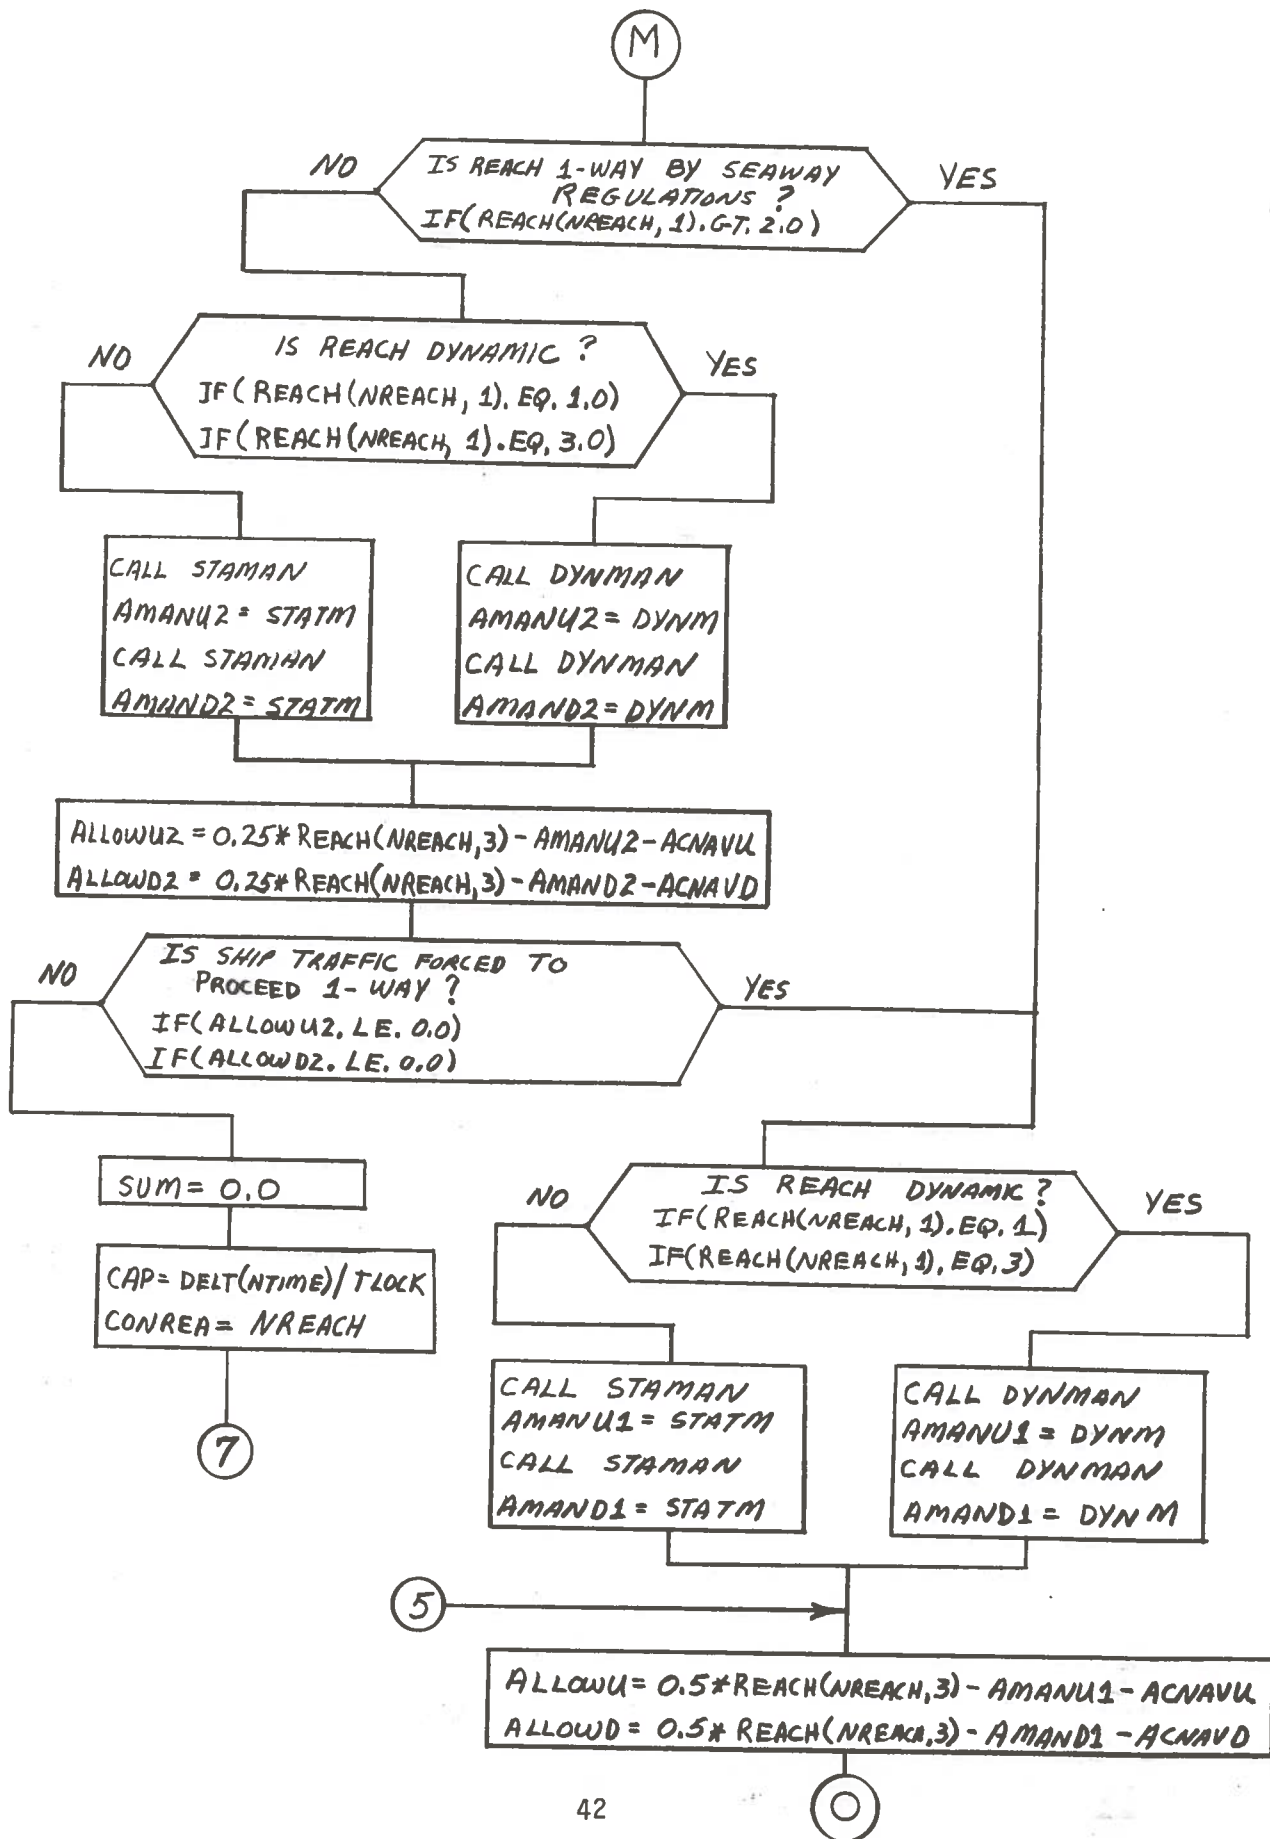 M
NO
IS REACH 1-WAY BY SEAWAY
REGULATIONS ?
IF(REACH(NREACH, 1).GT. 2.0)
YES
NO
IS REACH DYNAMIC ?
IF(REACH(NREACH, 1).EQ. 1.0)
IF(REACH(NREACH, 1).EQ. 3.0)
YES
CALL STAMAN
AMANU2 = STATM
CALL STAMAN
AMAND2 = STATM
CALL DYNMAN
AMANU2 = DYNM
CALL DYNMAN
AMAND2 = DYNM
ALLOWU2 = 0.25*REACH(NREACH,3) - AMANU2 - ACNAVU
ALLOWD2 = 0.25*REACH(NREACH,3) - AMAND2 - ACNAVD
NO
IS SHIP TRAFFIC FORCED TO
PROCEED 1-WAY ?
IF(ALLOWU2. LE. 0.0)
IF(ALLOWD2. LE. 0.0)
YES
SUM = 0.0
CAP = DELT(NTIME)/TLOCK
CONREA = NREACH
7
NO
IS REACH DYNAMIC ?
IF(REACH(NREACH, 1).EQ. 1)
IF(REACH(NREACH, 1). EQ. 3)
YES
CALL STAMAN
AMANU1 = STATM
CALL STAMAN
AMAND1 = STATM
CALL DYNMAN
AMANU1 = DYNM
CALL DYNMAN
AMAND1 = DYNM
5
ALLOWU = 0.5*REACH(NREACH,3) - AMANU1 - ACNAVU
ALLOWD = 0.5*REACH(NREACH,3) - AMAND1 - ACNAVD
O
42